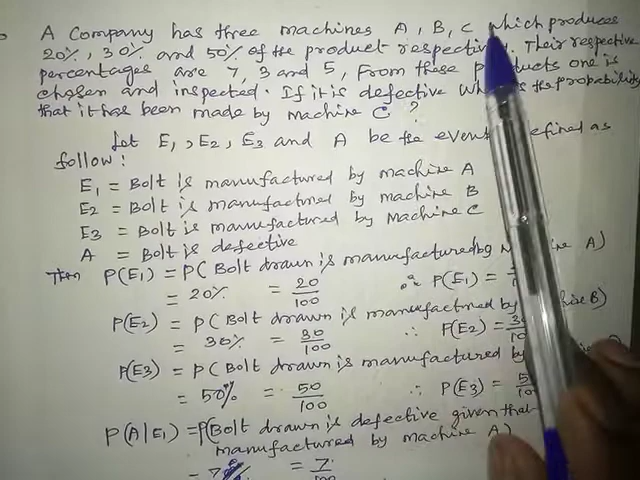 A Company has three machines A, B, C which produces
20%, 30% and 50% of the product Their respective
percentages are 7, 3 and 5, From these one is
chosen and inspected. If it is defective the probability
that it has been made by machine C ?
Let E1, E2, E3 and A be the as
follow :
E1 = Bolt is manufactured by machine A
E2 = Bolt is manufactured by machine B
E3 = Bolt is manufactured by Machine C
A = Bolt is defective
Then P(E1) = P( Bolt drawn is manufactured by A)
= 20% = 20/100 ∴ P(E1) =
P(E2) = P( Bolt drawn is manufactured by B)
= 30% = 30/100 ∴ P(E2) =
P(E3) = P( Bolt drawn is manufactured by
= 50% = 50/100 ∴ P(E3) =
P(A|E1) = P(Bolt drawn is defective given that
manufactured by machine A)
= 7% = 7/100